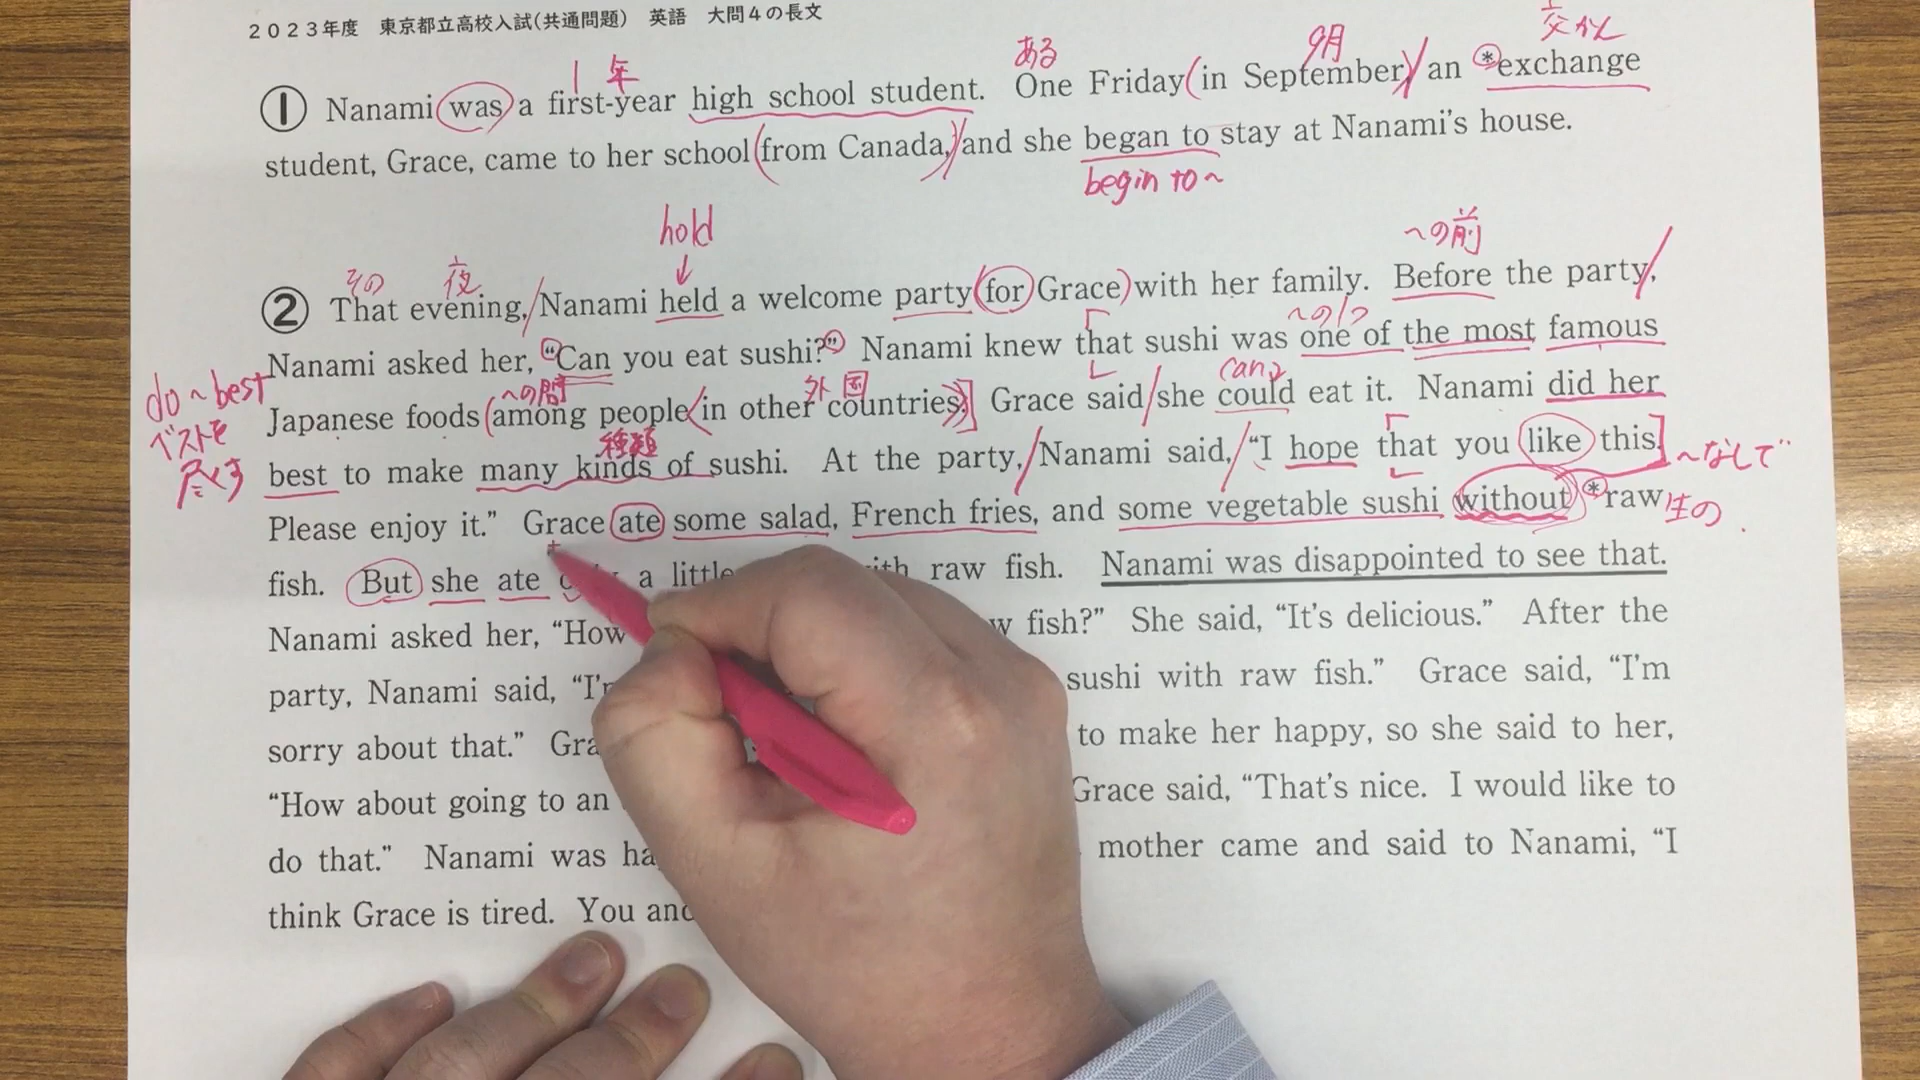 2023年度 東京都立高校入試(共通問題) 英語 大問4の長文
1年
ある
9月
交かん
① Nanami was a first-year high school student. One Friday in September, an *exchange
student, Grace, came to her school from Canada, and she began to stay at Nanami's house.
begin to~
hold
↓
~の前
その 夜
② That evening, Nanami held a welcome party for Grace with her family. Before the party,
~の1つ
Nanami asked her, “Can you eat sushi?” Nanami knew that sushi was one of the most famous
do~best
~の間
外国
can
Japanese foods among people in other countries. Grace said she could eat it. Nanami did her
ベストを
尽くす
種類
best to make many kinds of sushi. At the party, Nanami said, “I hope that you like this.
~なしで
Please enjoy it.” Grace ate some salad, French fries, and some vegetable sushi without *raw
生の
fish. But she ate a little with raw fish. Nanami was disappointed to see that.
Nanami asked her, “How fish?” She said, “It's delicious.” After the
party, Nanami said, “I' sushi with raw fish.” Grace said, “I'm
sorry about that.” to make her happy, so she said to her,
“How about going to an Grace said, “That's nice. I would like to
do that.” Nanami was mother came and said to Nanami, “I
think Grace is tired. You and